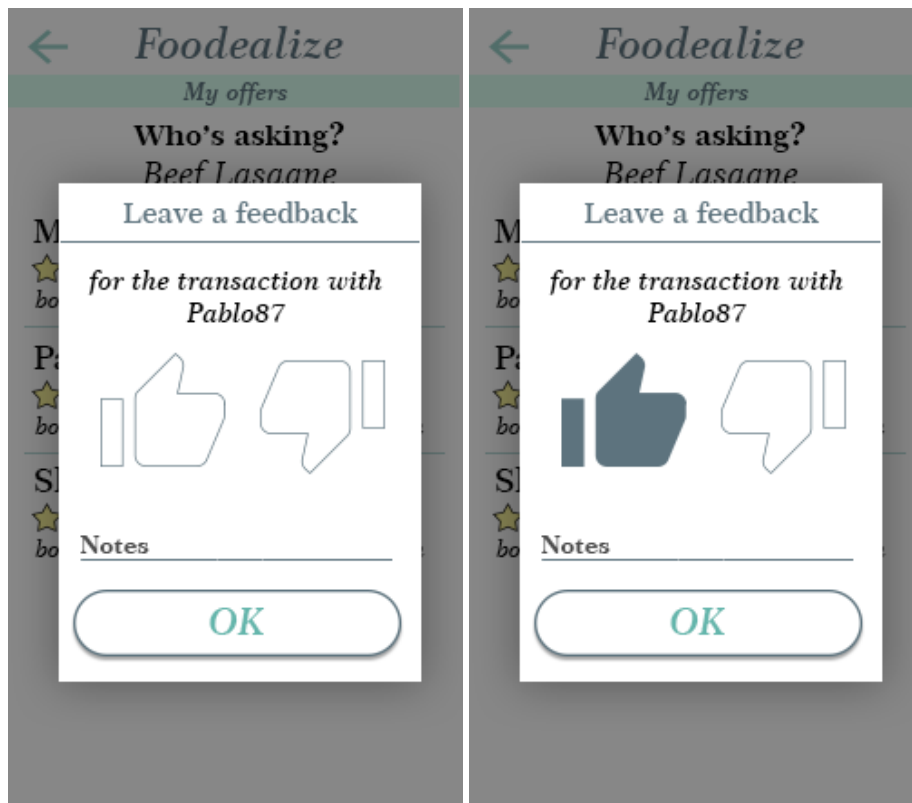 Foodealize
My offers
Who's asking?
Beef Lasagne
Leave a feedback
for the transaction with
Pablo87
Notes
OK
Foodealize
My offers
Who's asking?
Beef Lasagne
Leave a feedback
for the transaction with
Pablo87
Notes
OK